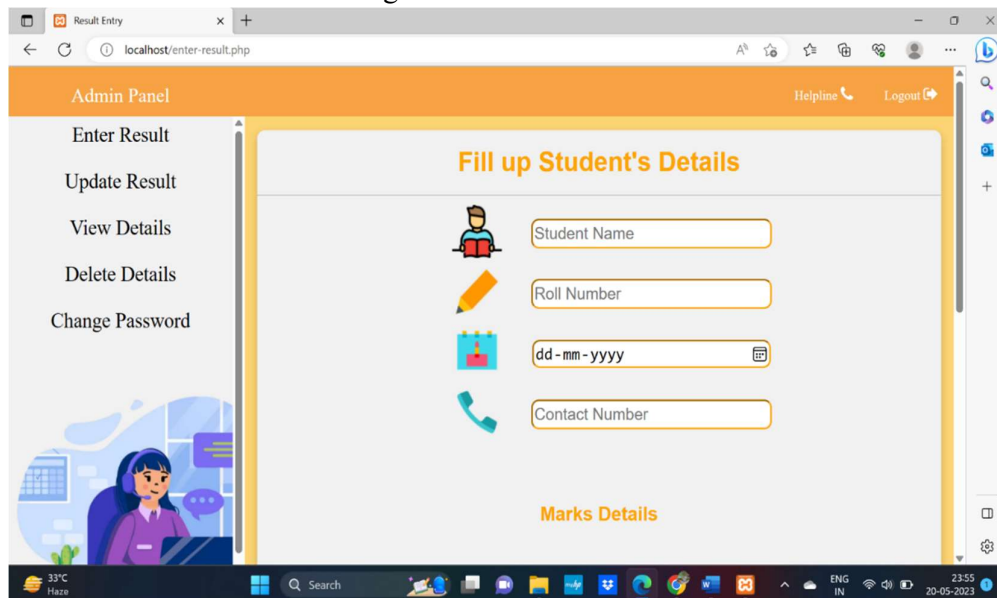 Result Entry
localhost/enter-result.php
Admin Panel
Helpline
Logout
Enter Result
Update Result
View Details
Delete Details
Change Password
Fill up Student's Details
Student Name
Roll Number
dd-mm-yyyy
Contact Number
Marks Details
33°C
Haze
Search
ENG
IN
23:55
20-05-2023
1